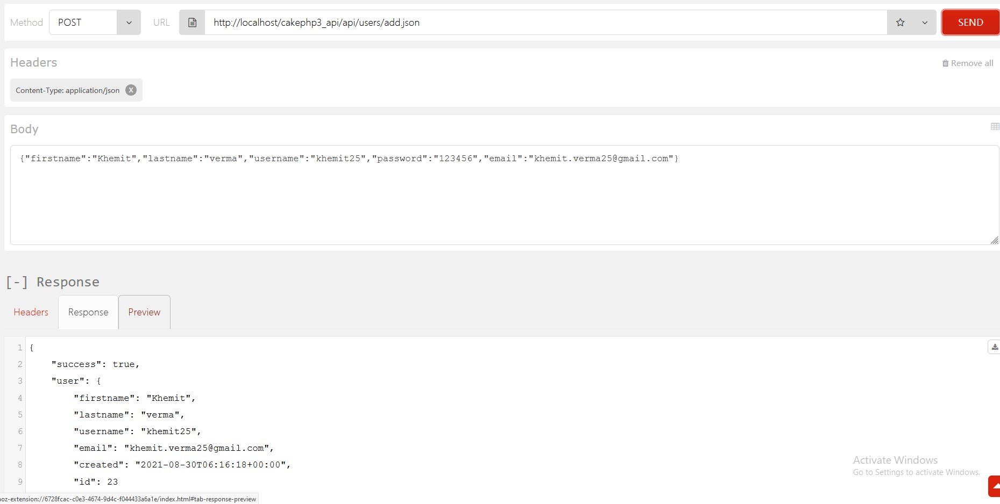 Method POST URL http://localhost/cakephp3_api/api/users/add.json SEND
Headers Remove all
Content-Type: application/json X
Body
{"firstname":"Khemit","lastname":"verma","username":"khemit25","password":"123456","email":"khemit.verma25@gmail.com"}
[-] Response
Headers Response Preview
1 {
2 "success": true,
3 "user": {
4 "firstname": "Khemit",
5 "lastname": "verma",
6 "username": "khemit25",
7 "email": "khemit.verma25@gmail.com",
8 "created": "2021-08-30T06:16:18+00:00",
9 "id": 23
Activate Windows
Go to Settings to activate Windows.
oz-extension://6728fcac-c0e3-4674-9d4c-f044433a6a1e/index.html#tab-response-preview